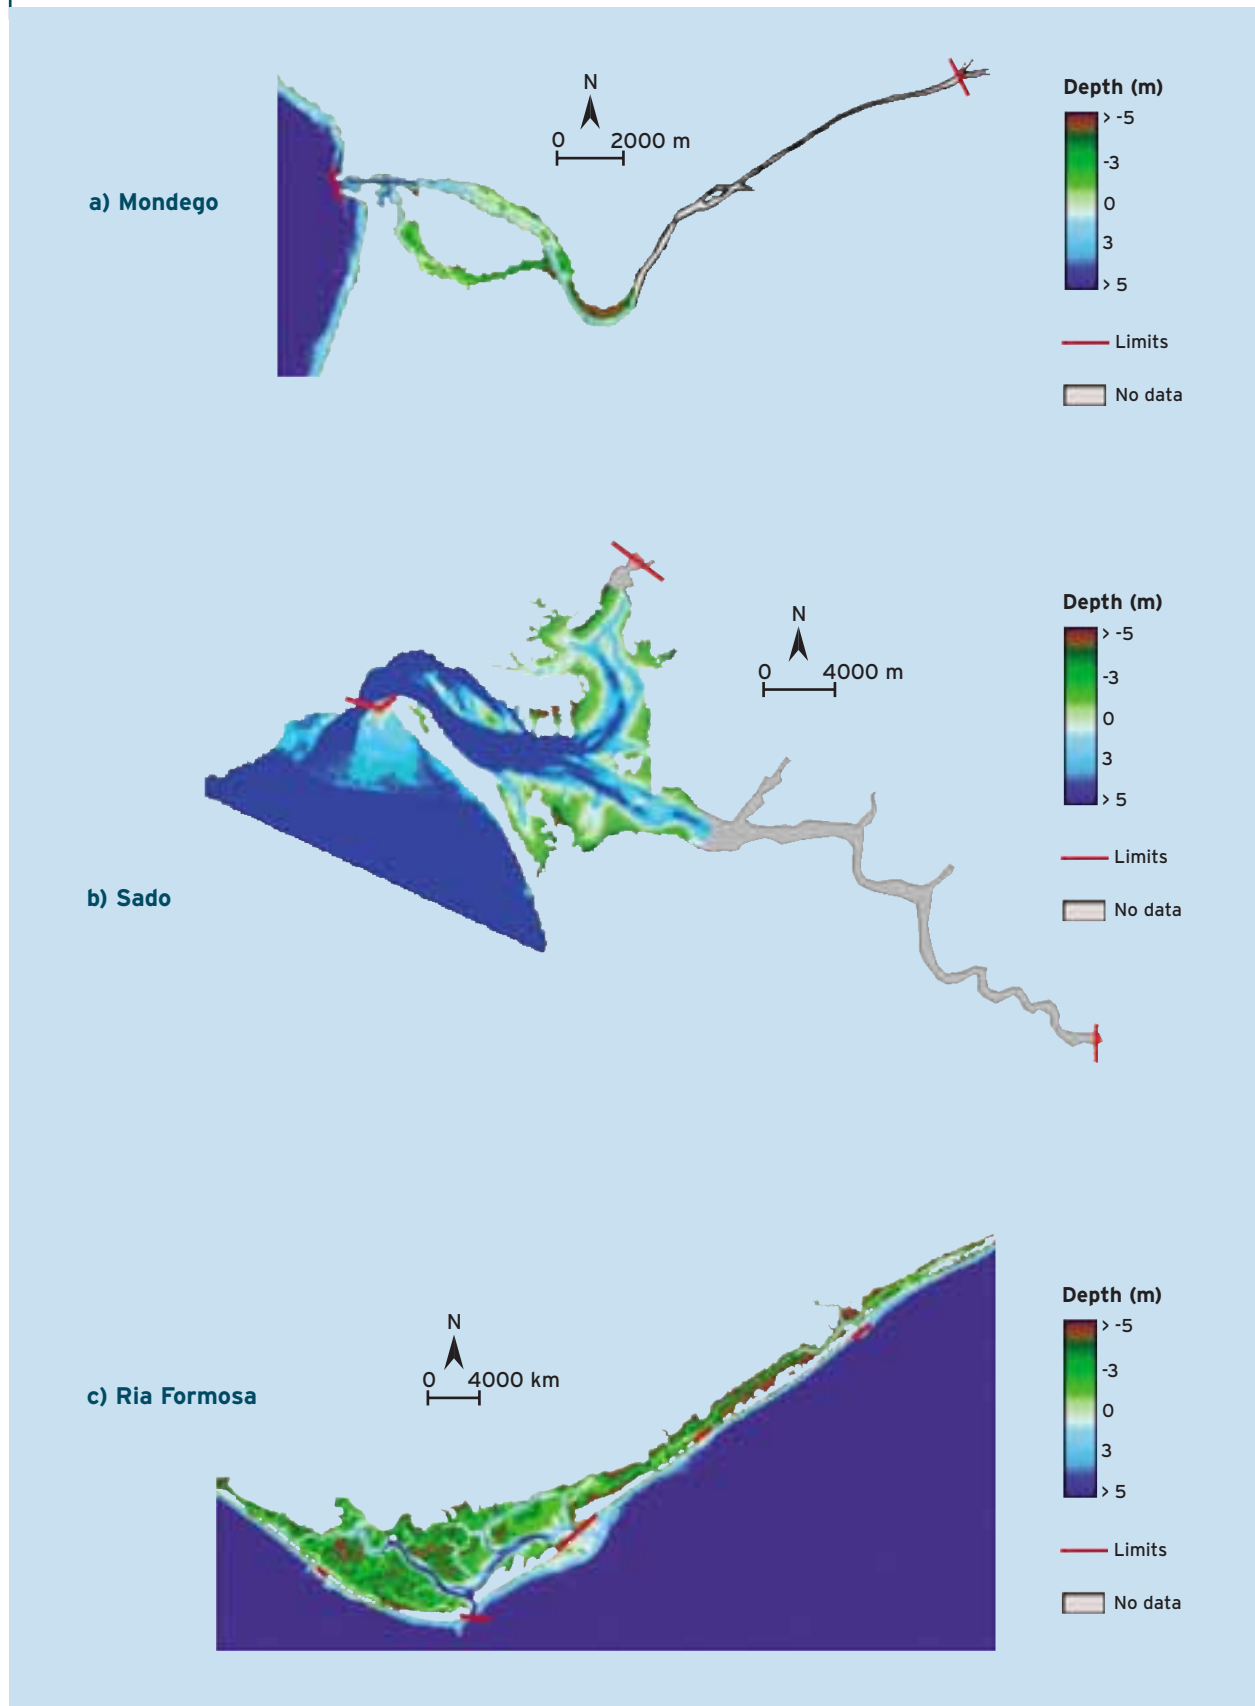 a) Mondego
N
0 2000 m
Depth (m)
> -5
-3
0
3
> 5
Limits
No data
b) Sado
N
0 4000 m
Depth (m)
> -5
-3
0
3
> 5
Limits
No data
c) Ria Formosa
N
0 4000 km
Depth (m)
> -5
-3
0
3
> 5
Limits
No data